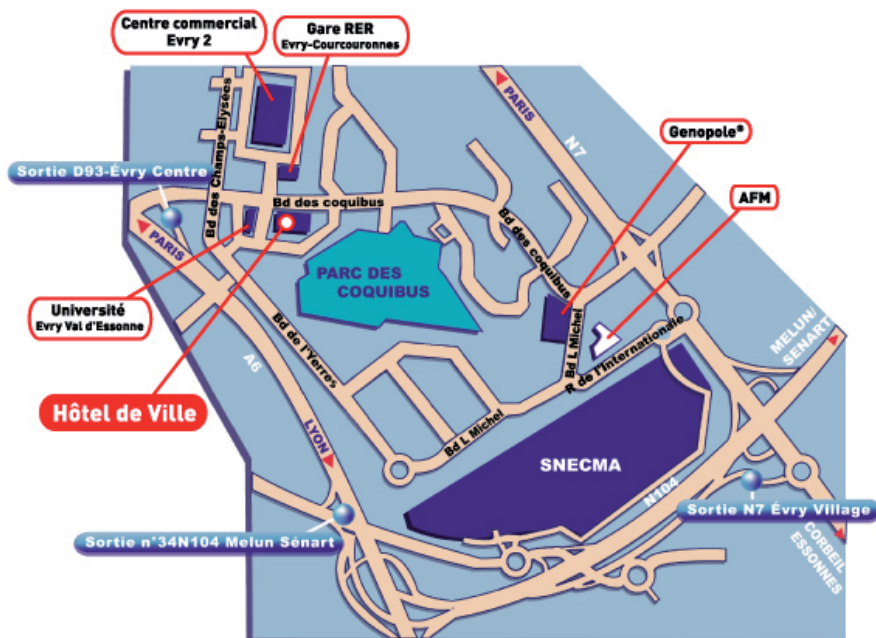 Centre commercial
Evry 2
Gare RER
Evry-Courcouronnes
PARIS
N7
Genopole®
AFM
Sortie D93-Évry Centre
Bd des Champs-Elysées
Bd des coquibus
Bd des coquibus
PARIS
PARC DES
COQUIBUS
Université
Evry Val d'Essonne
Bd de l'Yerres
Bd L Michel
R de l'Internationale
MELUN/
SENART
A6
Hôtel de Ville
LYON
Bd L Michel
SNECMA
N104
Sortie N7 Évry Village
Sortie n°34N104 Melun Sénart
CORBEIL
ESSONNES